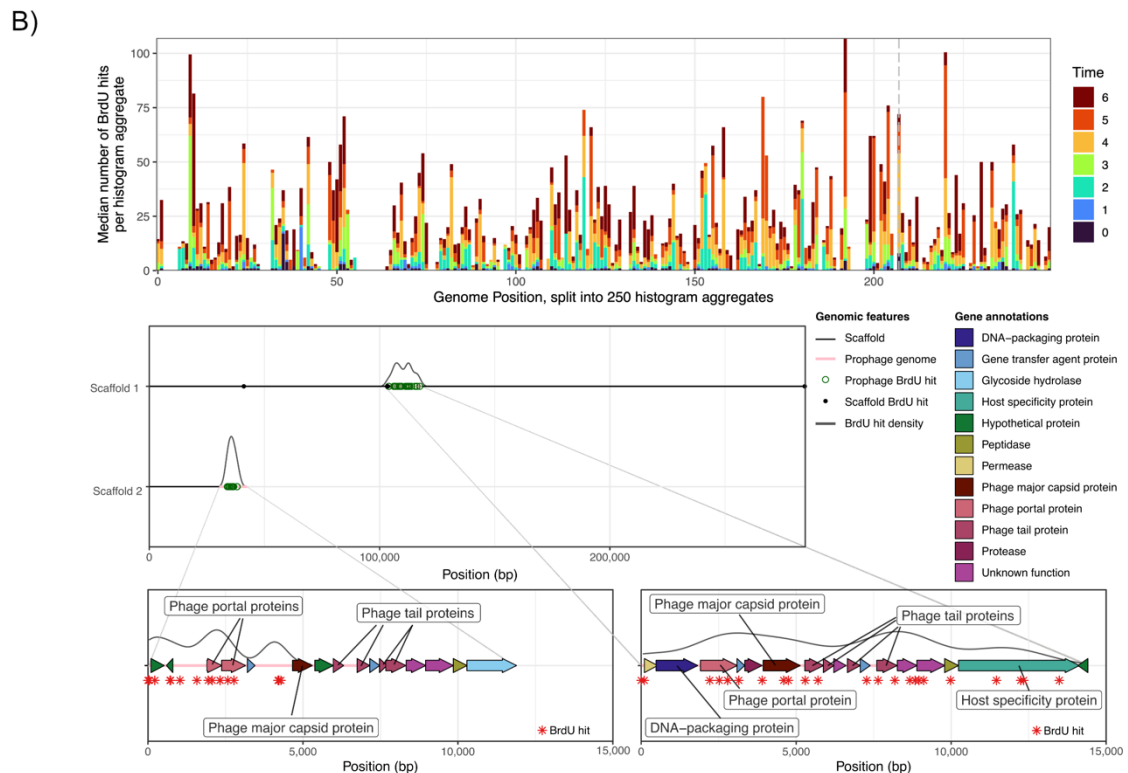 B)
Median number of BrdU hits
per histogram aggregate
100
75
50
25
0
0
50
100
150
200
Genome Position, split into 250 histogram aggregates
Time
6
5
4
3
2
1
0
Scaffold 1
Scaffold 2
0
100,000
200,000
Position (bp)
Genomic features
Scaffold
Prophage genome
Prophage BrdU hit
Scaffold BrdU hit
BrdU hit density
Gene annotations
DNA−packaging protein
Gene transfer agent protein
Glycoside hydrolase
Host specificity protein
Hypothetical protein
Peptidase
Permease
Phage major capsid protein
Phage portal protein
Phage tail protein
Protease
Unknown function
Phage portal proteins
Phage tail proteins
Phage major capsid protein
BrdU hit
0
5,000
10,000
15,000
Position (bp)
Phage major capsid protein
Phage tail proteins
Phage portal protein
Host specificity protein
DNA−packaging protein
BrdU hit
0
5,000
10,000
15,000
Position (bp)